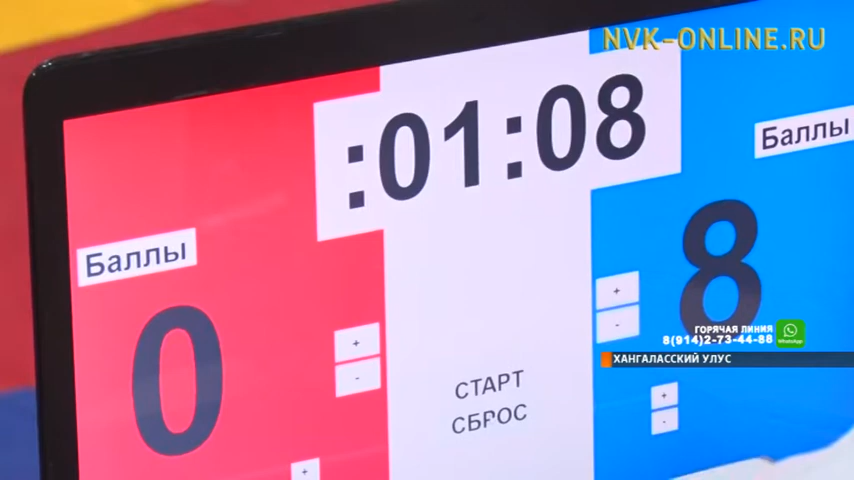 NVK-ONLINE.RU
:01:08
Баллы
Баллы
8
0
+
-
+
-
СТАРТ
СБРОС
+
-
+
ГОРЯЧАЯ ЛИНИЯ
8(914)2-73-44-88
WhatsApp
ХАНГАЛАССКИЙ УЛУС